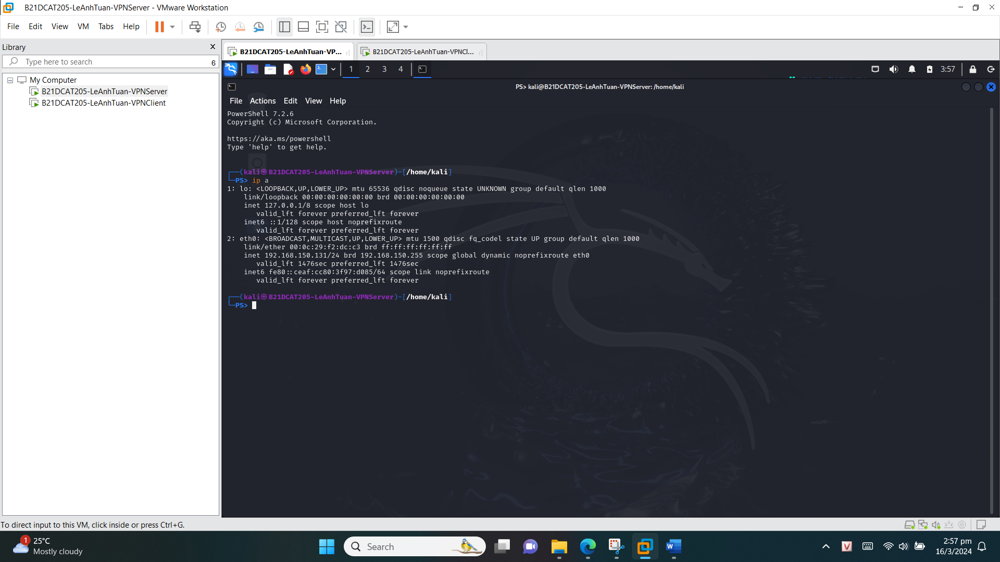 B21DCAT205-LeAnhTuan-VPNServer - VMware Workstation
File Edit View VM Tabs Help
Library
Type here to search
6
My Computer
B21DCAT205-LeAnhTuan-VPNServer
B21DCAT205-LeAnhTuan-VPNClient
B21DCAT205-LeAnhTuan-VP...
B21DCAT205-LeAnhTuan-VPNCl...
1 2 3 4
3:57
PS> kali@B21DCAT205-LeAnhTuan-VPNServer: /home/kali
File Actions Edit View Help
PowerShell 7.2.6
Copyright (c) Microsoft Corporation.
https://aka.ms/powershell
Type 'help' to get help.
┌──(kali㉿B21DCAT205-LeAnhTuan-VPNServer)-[/home/kali]
└─PS> ip a
1: lo: <LOOPBACK,UP,LOWER_UP> mtu 65536 qdisc noqueue state UNKNOWN group default qlen 1000
link/loopback 00:00:00:00:00:00 brd 00:00:00:00:00:00
inet 127.0.0.1/8 scope host lo
valid_lft forever preferred_lft forever
inet6 ::1/128 scope host noprefixroute
valid_lft forever preferred_lft forever
2: eth0: <BROADCAST,MULTICAST,UP,LOWER_UP> mtu 1500 qdisc fq_codel state UP group default qlen 1000
link/ether 00:0c:29:f2:dc:c3 brd ff:ff:ff:ff:ff:ff
inet 192.168.150.131/24 brd 192.168.150.255 scope global dynamic noprefixroute eth0
valid_lft 1476sec preferred_lft 1476sec
inet6 fe80::ceaf:cc80:3f97:d085/64 scope link noprefixroute
valid_lft forever preferred_lft forever
┌──(kali㉿B21DCAT205-LeAnhTuan-VPNServer)-[/home/kali]
└─PS>
To direct input to this VM, click inside or press Ctrl+G.
1
25°C
Mostly cloudy
Search
W
V
2:57 pm
16/3/2024